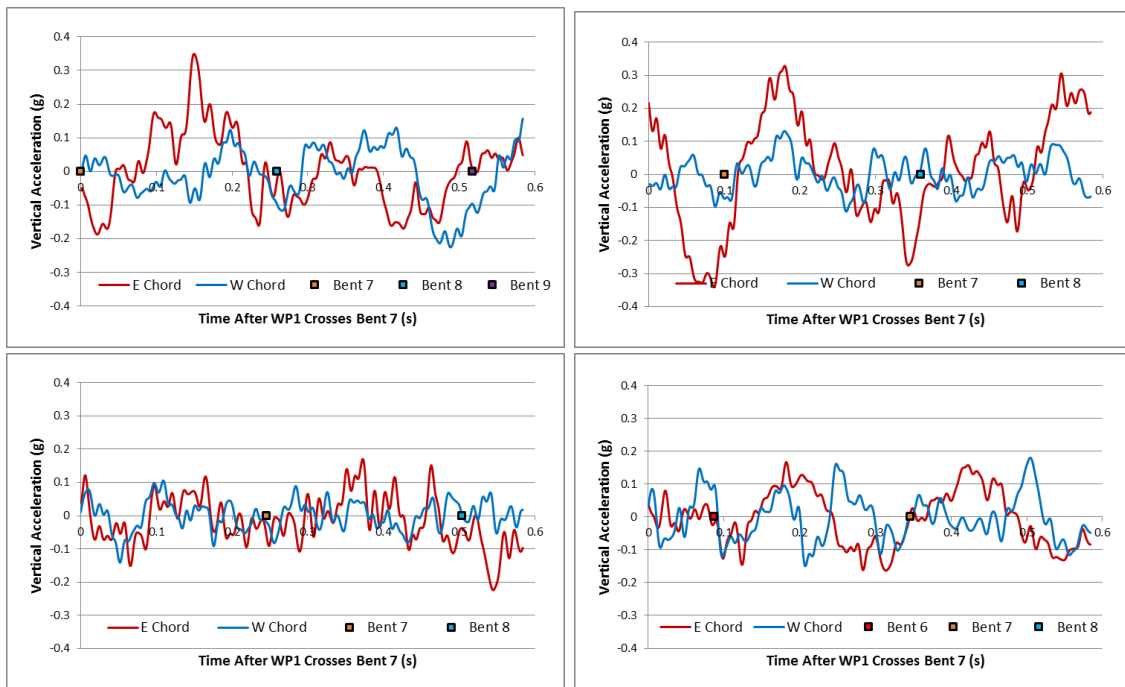 Vertical Acceleration (g)
0.4
0.3
0.2
0.1
0
-0.1
-0.2
-0.3
-0.4
0 0.1 0.2 0.3 0.4 0.5 0.6
E Chord W Chord Bent 7 Bent 8 Bent 9
Time After WP1 Crosses Bent 7 (s)
Vertical Acceleration (g)
0.4
0.3
0.2
0.1
0
-0.1
-0.2
-0.3
-0.4
0 0.1 0.2 0.3 0.4 0.5 0.6
E Chord W Chord Bent 7 Bent 8
Time After WP1 Crosses Bent 7 (s)
Vertical Acceleration (g)
0.4
0.3
0.2
0.1
0
-0.1
-0.2
-0.3
-0.4
0 0.1 0.2 0.3 0.4 0.5 0.6
E Chord W Chord Bent 7 Bent 8
Time After WP1 Crosses Bent 7 (s)
Vertical Acceleration (g)
0.4
0.3
0.2
0.1
0
-0.1
-0.2
-0.3
-0.4
0 0.1 0.2 0.3 0.4 0.5 0.6
E Chord W Chord Bent 6 Bent 7 Bent 8
Time After WP1 Crosses Bent 7 (s)